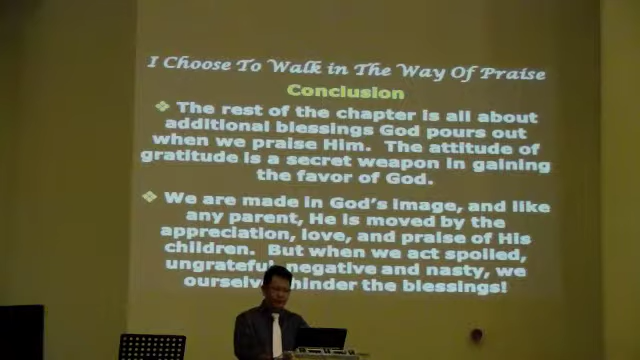 I Choose To Walk in The Way Of Praise
Conclusion
❖ The rest of the chapter is all about
additional blessings God pours out
when we praise Him. The attitude of
gratitude is a secret weapon in gaining
the favor of God.
❖ We are made in God's image, and like
any parent, He is moved by the
appreciation, love, and praise of His
children. But when we act spoiled,
ungrateful, negative and nasty, we
hinder the blessings!